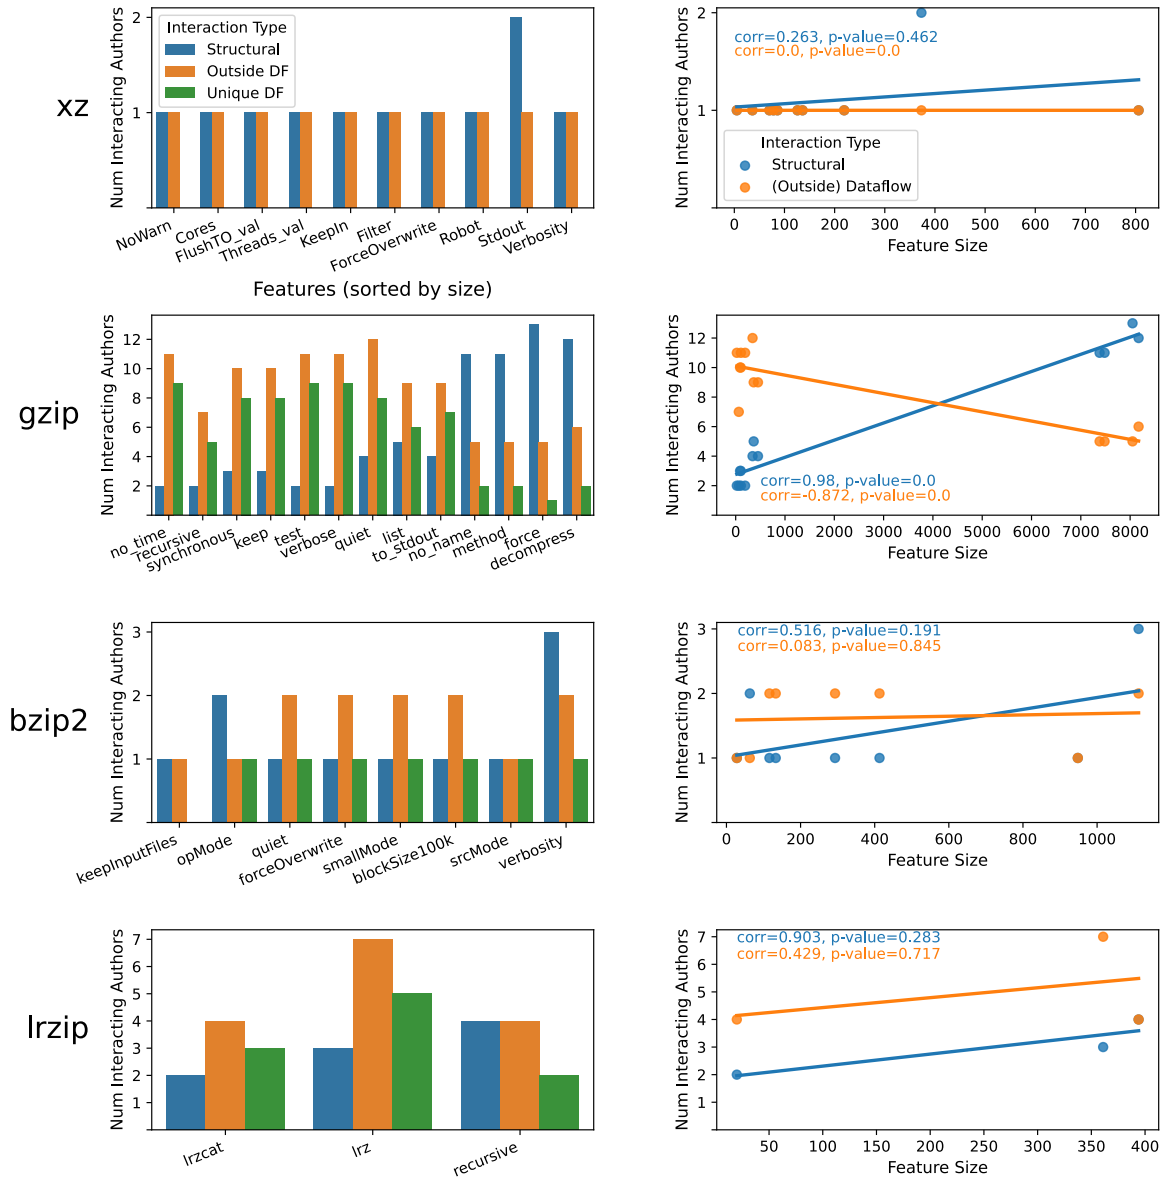 xz
Num Interacting Authors
2
1
Interaction Type
Structural
Outside DF
Unique DF
NoWarn
Cores
FlushTO_val
Threads_val
KeepIn
Filter
ForceOverwrite
Robot
Stdout
Verbosity
Features (sorted by size)
Num Interacting Authors
2
1
corr=0.263, p-value=0.462
corr=0.0, p-value=0.0
Interaction Type
Structural
(Outside) Dataflow
0 100 200 300 400 500 600 700 800
Feature Size
gzip
Num Interacting Authors
12
10
8
6
4
2
no_time
recursive
synchronous
keep
test
verbose
quiet
list
to_stdout
no_name
method
force
decompress
Num Interacting Authors
12
10
8
6
4
2
corr=0.98, p-value=0.0
corr=-0.872, p-value=0.0
0 1000 2000 3000 4000 5000 6000 7000 8000
Feature Size
bzip2
Num Interacting Authors
3
2
1
keepInputFiles
opMode
quiet
forceOverwrite
smallMode
blockSize100k
srcMode
verbosity
Num Interacting Authors
3
2
1
corr=0.516, p-value=0.191
corr=0.083, p-value=0.845
0 200 400 600 800 1000
Feature Size
lrzip
Num Interacting Authors
7
6
5
4
3
2
1
lrzcat
lrz
recursive
Num Interacting Authors
7
6
5
4
3
2
1
corr=0.903, p-value=0.283
corr=0.429, p-value=0.717
50 100 150 200 250 300 350 400
Feature Size